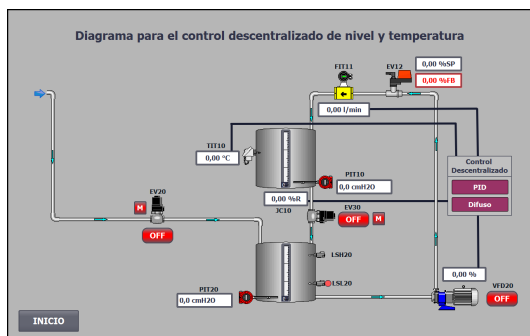 Diagrama para el control descentralizado de nivel y temperatura
FIT11
EV12
0,00 %SP
0,00 %FB
0,00 l/min
TIT10
0,00 °C
Control
Descentralizado
PID
Difuso
PIT10
0,0 cmH2O
EV20
M
OFF
0,00 %R
JC10
EV30
OFF
M
LSH20
LSL20
PIT20
0,0 cmH2O
0,00 %
VFD20
OFF
INICIO